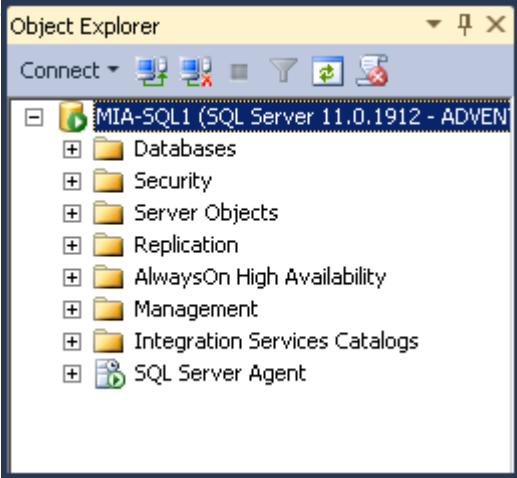 Object Explorer
Connect
MIA-SQL1 (SQL Server 11.0.1912 - ADVEN
Databases
Security
Server Objects
Replication
AlwaysOn High Availability
Management
Integration Services Catalogs
SQL Server Agent